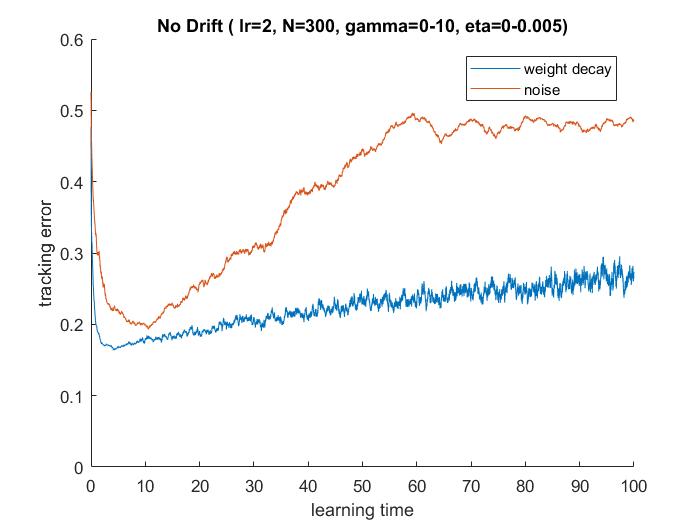 No Drift ( lr=2, N=300, gamma=0-10, eta=0-0.005)
weight decay
noise
tracking error
0.6
0.5
0.4
0.3
0.2
0.1
0
0 10 20 30 40 50 60 70 80 90 100
learning time